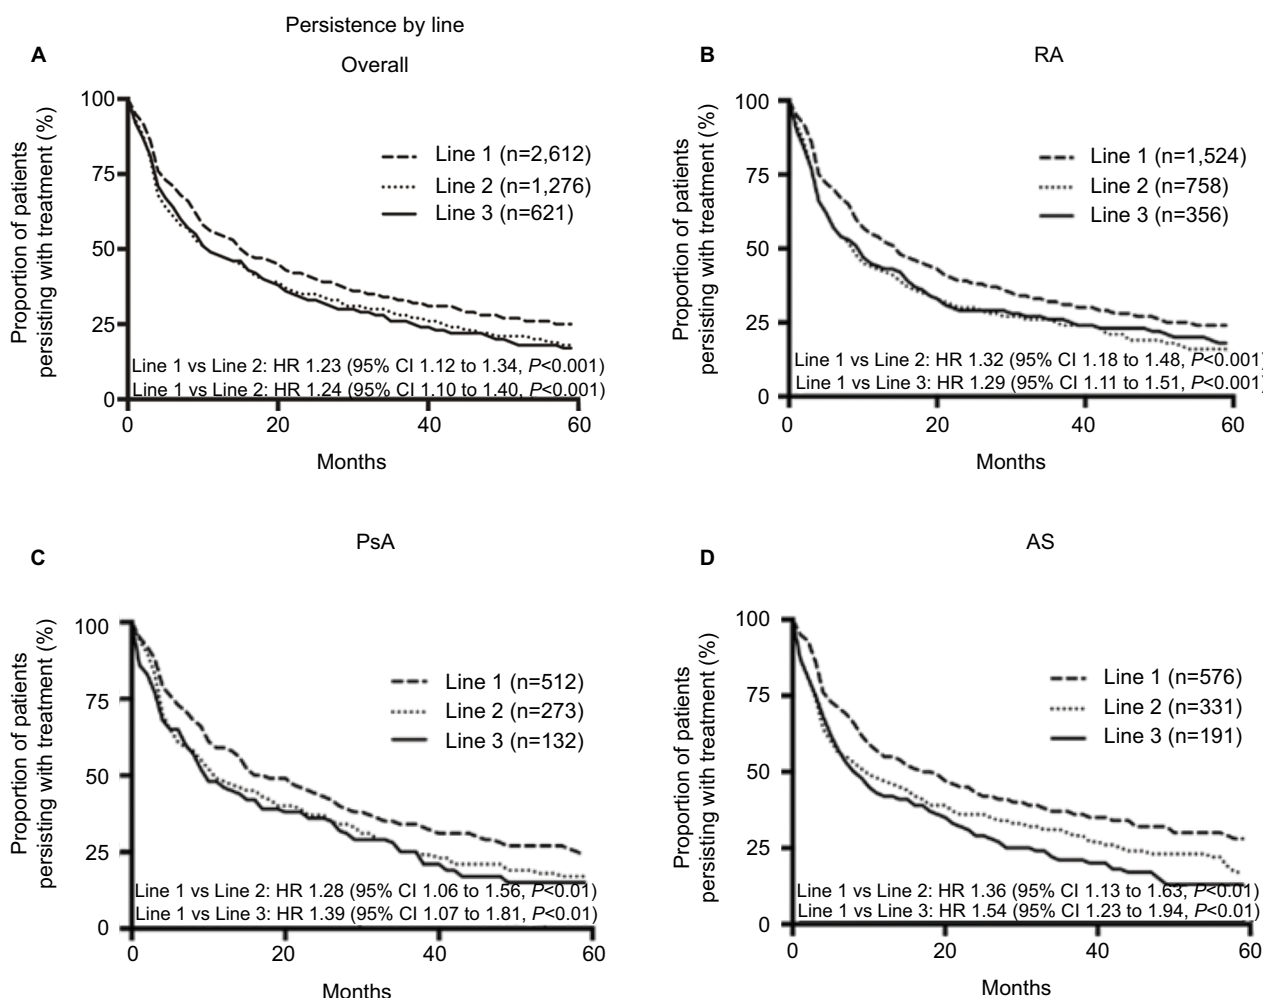 Persistence by line
A
Overall
Proportion of patients
persisting with treatment (%)
100
75
50
25
0
Line 1 (n=2,612)
Line 2 (n=1,276)
Line 3 (n=621)
Line 1 vs Line 2: HR 1.23 (95% CI 1.12 to 1.34, P<0.001)
Line 1 vs Line 2: HR 1.24 (95% CI 1.10 to 1.40, P<0.001)
0 20 40 60
Months
B
RA
Proportion of patients
persisting with treatment (%)
100
75
50
25
0
Line 1 (n=1,524)
Line 2 (n=758)
Line 3 (n=356)
Line 1 vs Line 2: HR 1.32 (95% CI 1.18 to 1.48, P<0.001)
Line 1 vs Line 3: HR 1.29 (95% CI 1.11 to 1.51, P<0.001)
0 20 40 60
Months
C
PsA
Proportion of patients
persisting with treatment (%)
100
75
50
25
0
Line 1 (n=512)
Line 2 (n=273)
Line 3 (n=132)
Line 1 vs Line 2: HR 1.28 (95% CI 1.06 to 1.56, P<0.01)
Line 1 vs Line 3: HR 1.39 (95% CI 1.07 to 1.81, P<0.01)
0 20 40 60
Months
D
AS
Proportion of patients
persisting with treatment (%)
100
75
50
25
0
Line 1 (n=576)
Line 2 (n=331)
Line 3 (n=191)
Line 1 vs Line 2: HR 1.36 (95% CI 1.13 to 1.63, P<0.01)
Line 1 vs Line 3: HR 1.54 (95% CI 1.23 to 1.94, P<0.01)
0 20 40 60
Months